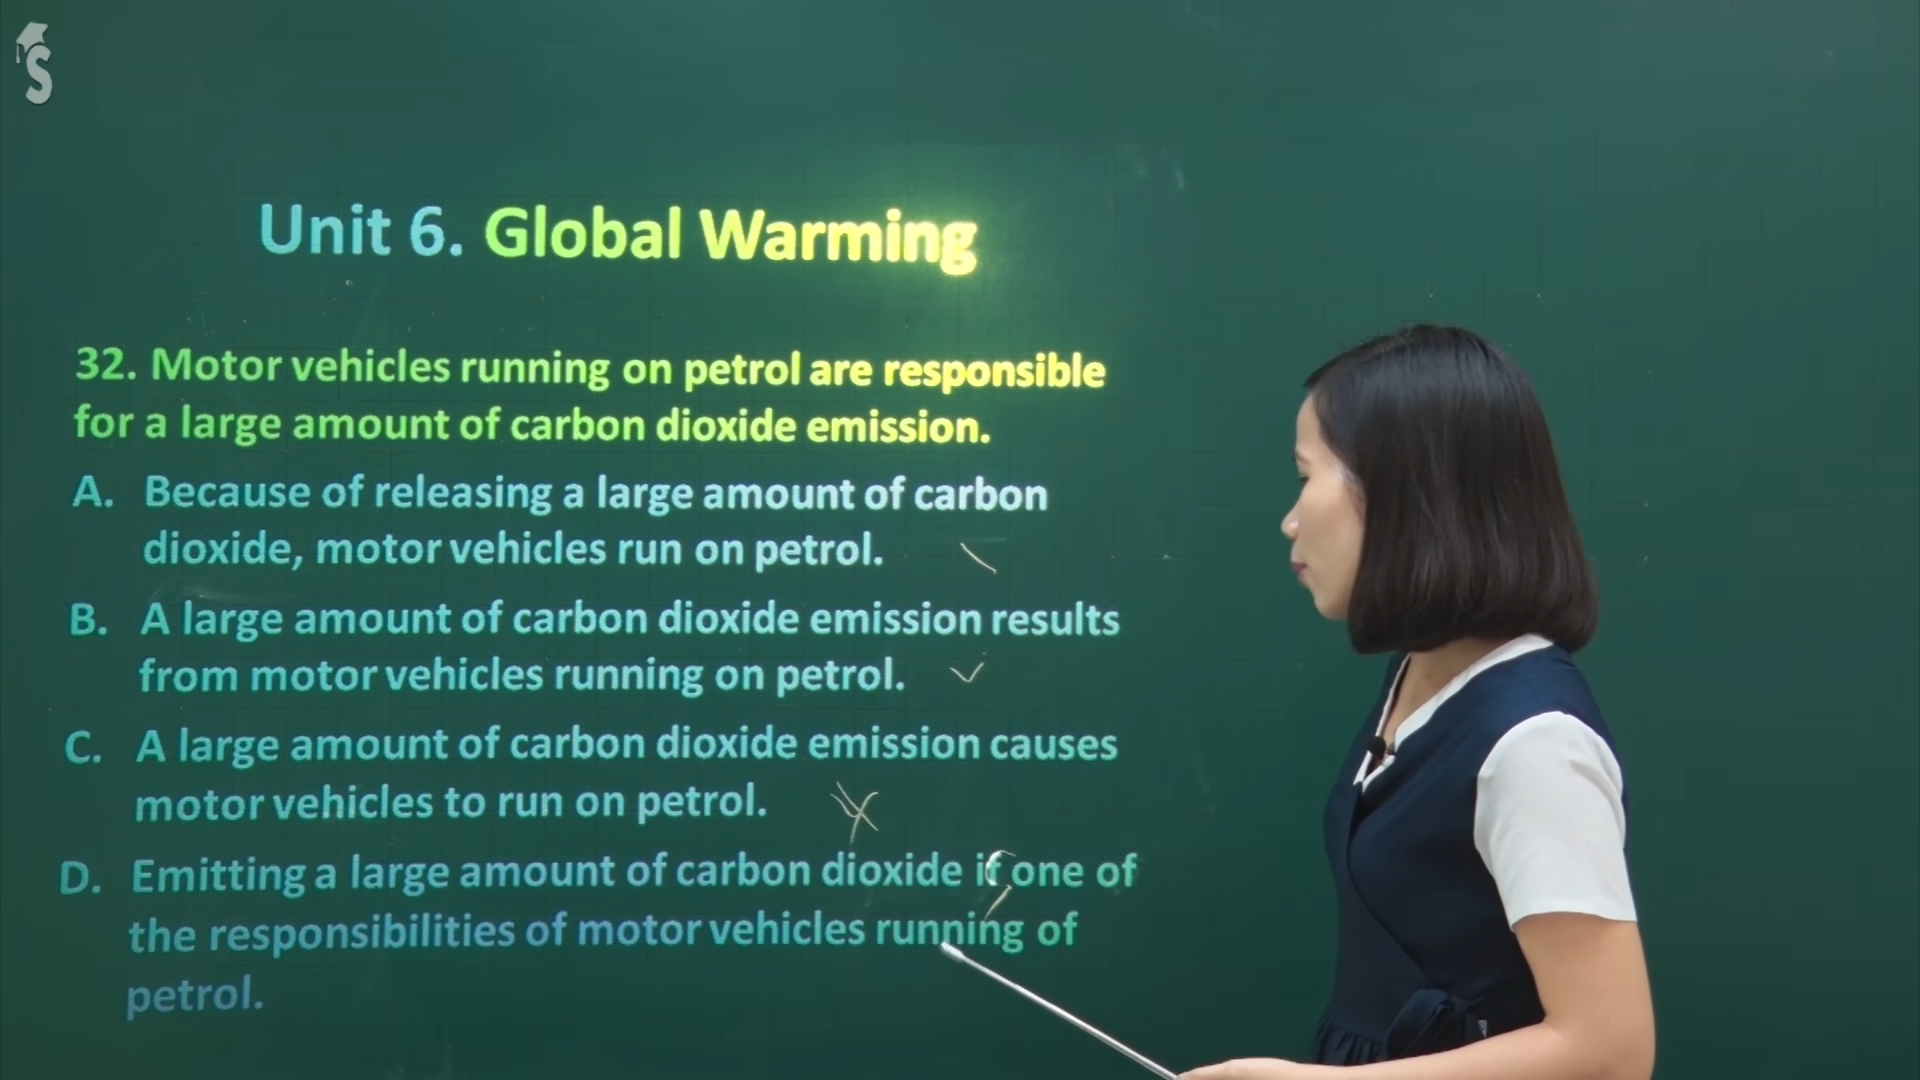 S
Unit 6. Global Warming
32. Motor vehicles running on petrol are responsible
for a large amount of carbon dioxide emission.
A. Because of releasing a large amount of carbon
dioxide, motor vehicles run on petrol.
B. A large amount of carbon dioxide emission results
from motor vehicles running on petrol.
C. A large amount of carbon dioxide emission causes
motor vehicles to run on petrol.
D. Emitting a large amount of carbon dioxide if one of
the responsibilities of motor vehicles running of
petrol.